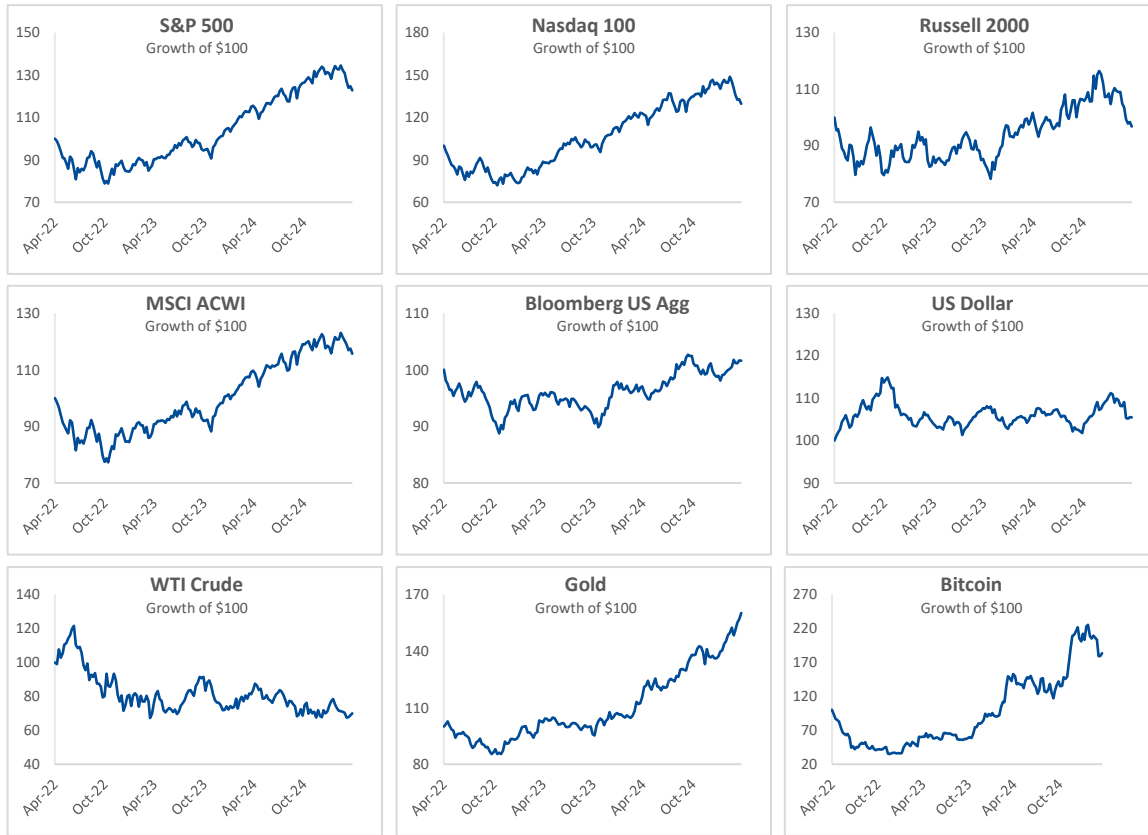 S&P 500
Growth of $100
150
130
110
90
70
Apr-22
Oct-22
Apr-23
Oct-23
Apr-24
Oct-24
Nasdaq 100
Growth of $100
180
150
120
90
60
Apr-22
Oct-22
Apr-23
Oct-23
Apr-24
Oct-24
Russell 2000
Growth of $100
130
110
90
70
Apr-22
Oct-22
Apr-23
Oct-23
Apr-24
Oct-24
MSCI ACWI
Growth of $100
130
110
90
70
Apr-22
Oct-22
Apr-23
Oct-23
Apr-24
Oct-24
Bloomberg US Agg
Growth of $100
110
100
90
80
Apr-22
Oct-22
Apr-23
Oct-23
Apr-24
Oct-24
US Dollar
Growth of $100
130
120
110
100
90
Apr-22
Oct-22
Apr-23
Oct-23
Apr-24
Oct-24
WTI Crude
Growth of $100
140
120
100
80
60
40
Apr-22
Oct-22
Apr-23
Oct-23
Apr-24
Oct-24
Gold
Growth of $100
170
140
110
80
Apr-22
Oct-22
Apr-23
Oct-23
Apr-24
Oct-24
Bitcoin
Growth of $100
270
220
170
120
70
20
Apr-22
Oct-22
Apr-23
Oct-23
Apr-24
Oct-24